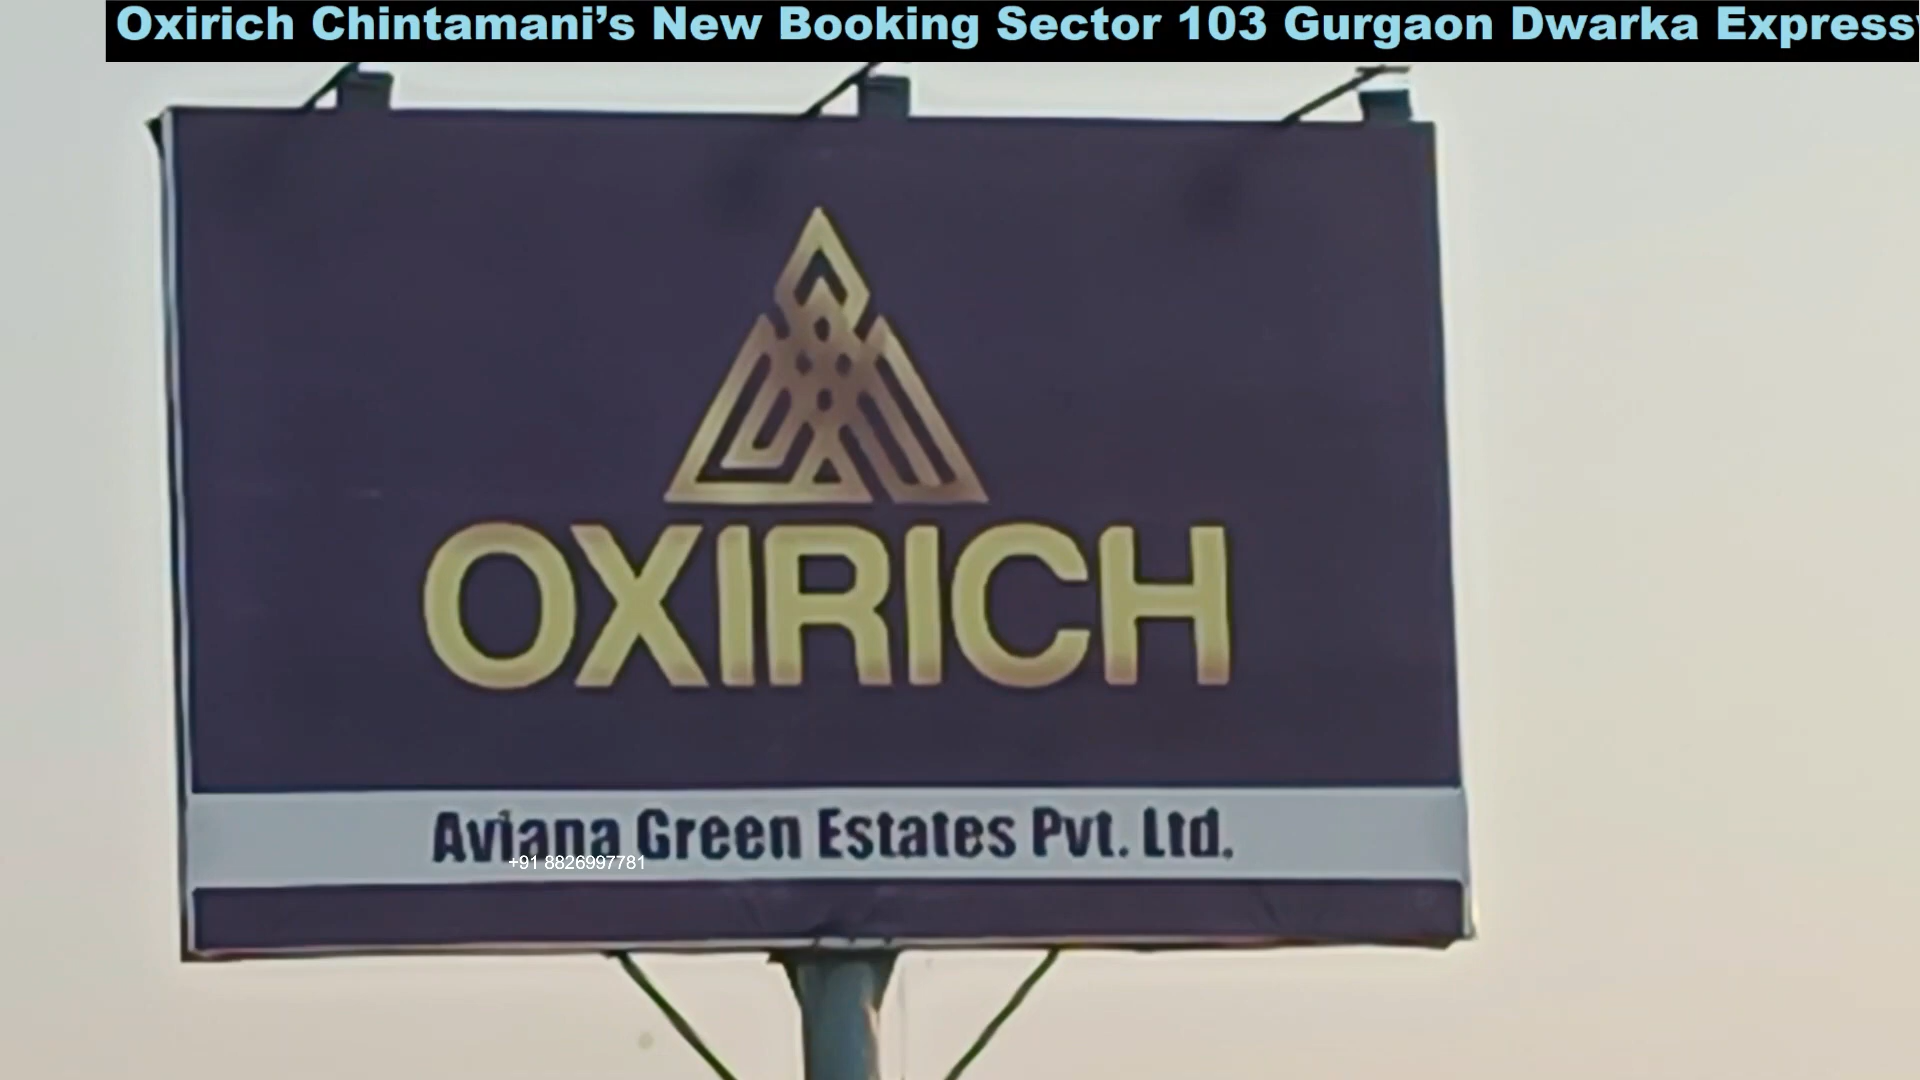 Oxirich Chintamani’s New Booking Sector 103 Gurgaon Dwarka Express
OXIRICH
Aviana Green Estates Pvt. Ltd.
+91 8826997781